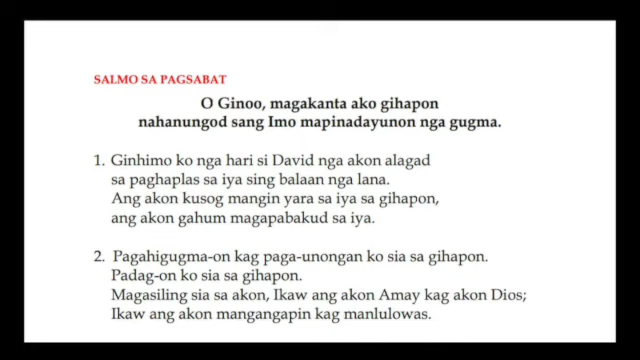 SALMO SA PAGSABAT
O Ginoo, magakanta ako gihapon
nahanungod sang Imo mapinadayunon nga gugma.
1. Ginhimo ko nga hari si David nga akon alagad
sa paghaplas sa iya sing balaan nga lana.
Ang akon kusog mangin yara sa iya sa gihapon,
ang akon gahum magapabakud sa iya.
2. Pagahigugma-on kag paga-unongan ko sia sa gihapon.
Padag-on ko sia sa gihapon.
Magasiling sia sa akon, Ikaw ang akon Amay kag akon Dios;
Ikaw ang akon mangangapin kag manlulowas.